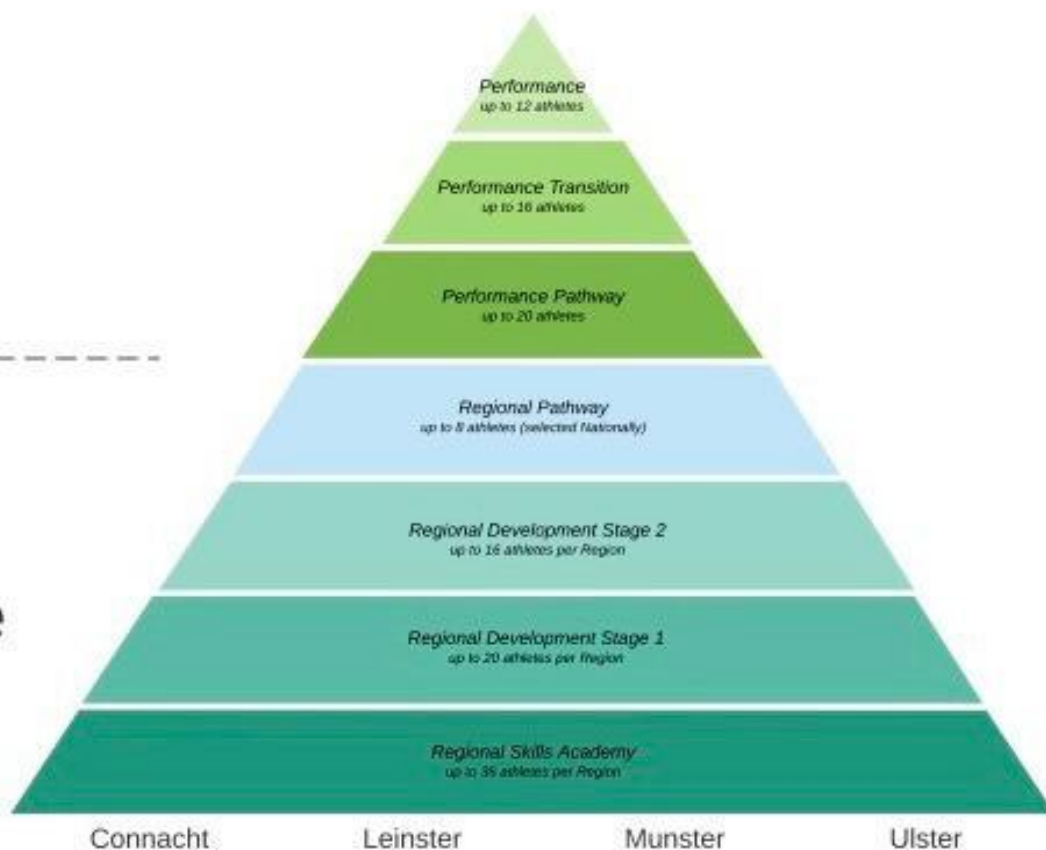 Performance
up to 12 athletes
Performance Transition
up to 16 athletes
Performance Pathway
up to 20 athletes
Regional Pathway
up to 8 athletes (selected Nationally)
Regional Development Stage 2
up to 16 athletes per Region
e
Regional Development Stage 1
up to 20 athletes per Region
Regional Skills Academy
up to 36 athletes per Region
Connacht Leinster Munster Ulster